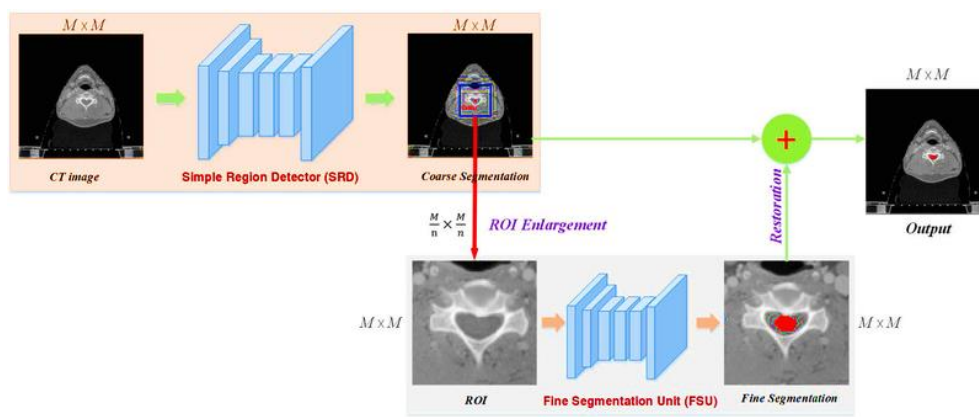 M × M
M × M
M × M
CT image
Simple Region Detector (SRD)
Coarse Segmentation
+
Output
M/n × M/n
ROI Enlargement
Restoration
M × M
M × M
ROI
Fine Segmentation Unit (FSU)
Fine Segmentation